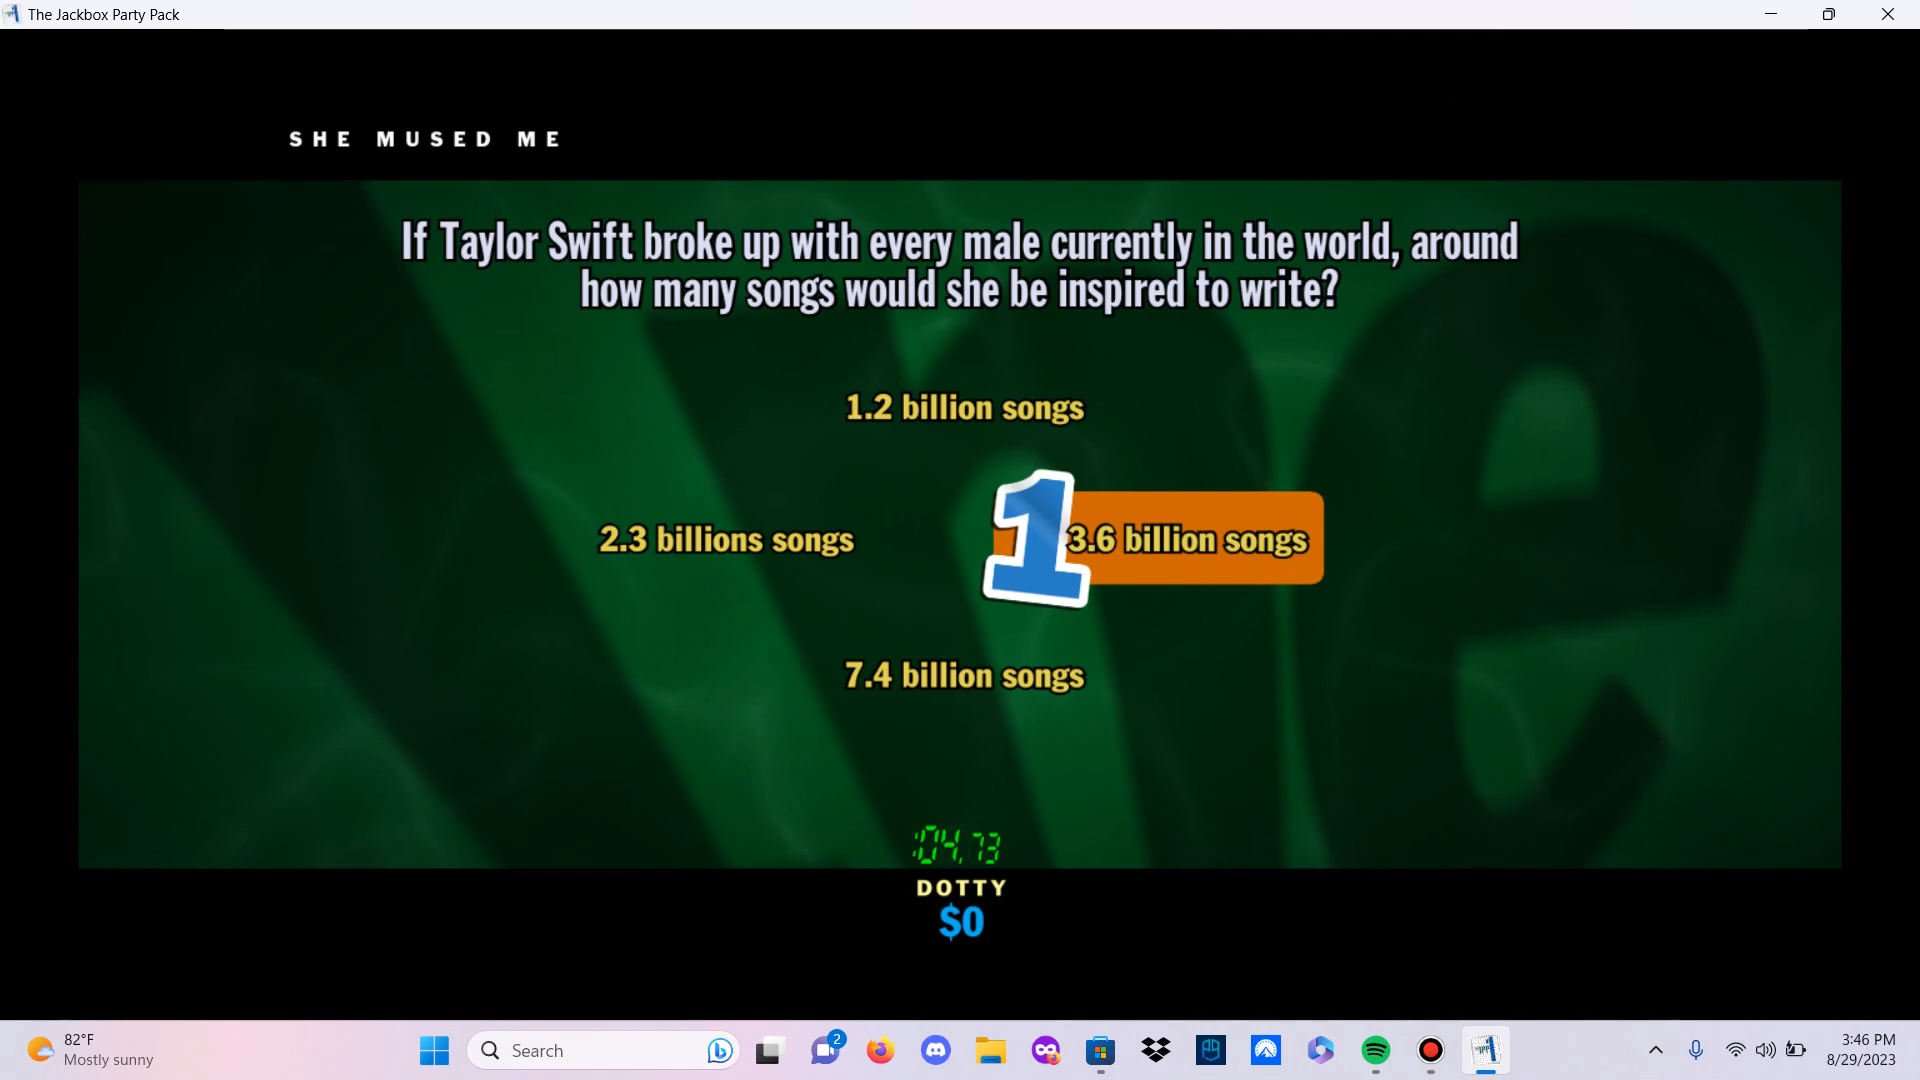 The Jackbox Party Pack
SHE MUSED ME
If Taylor Swift broke up with every male currently in the world, around
how many songs would she be inspired to write?
1.2 billion songs
2.3 billions songs
1
3.6 billion songs
7.4 billion songs
:04.73
DOTTY
$0
82°F
Mostly sunny
Search
2
3:46 PM
8/29/2023